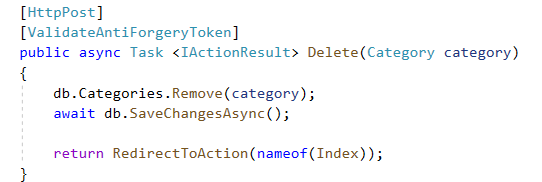 [HttpPost]
[ValidateAntiForgeryToken]
public async Task <IActionResult> Delete(Category category)
{
db.Categories.Remove(category);
await db.SaveChangesAsync();
return RedirectToAction(nameof(Index));
}